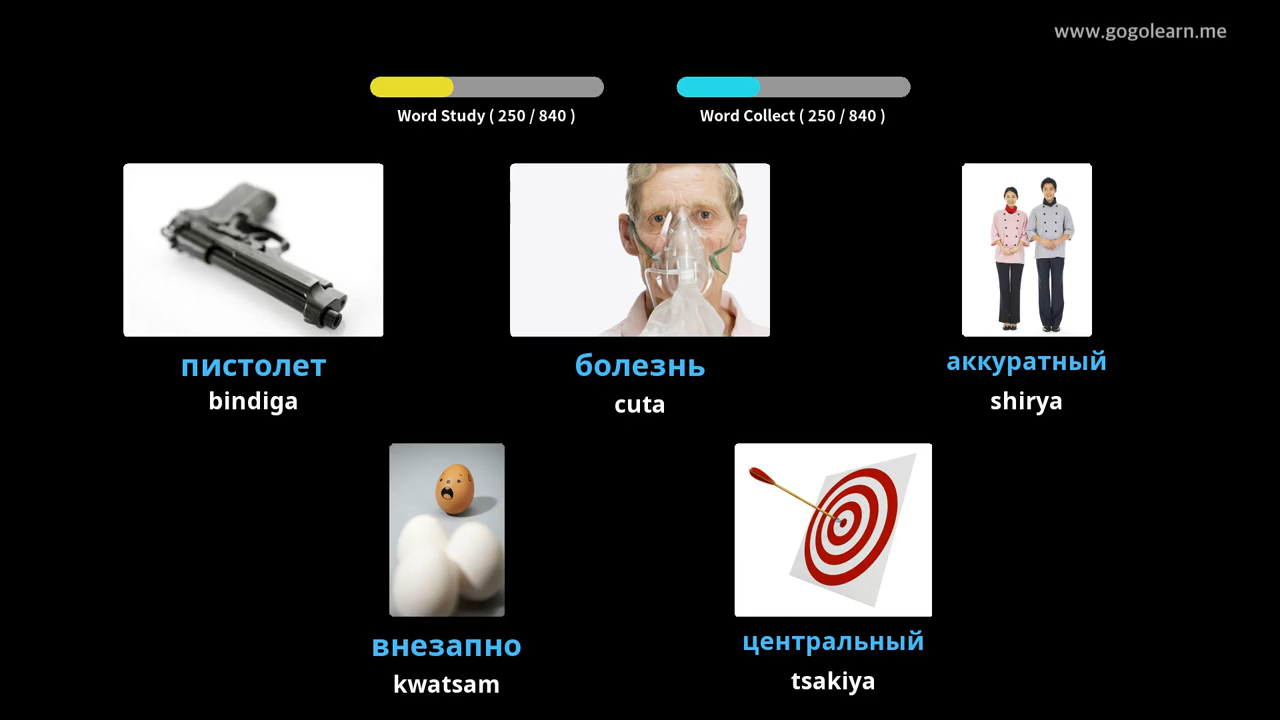 www.gogolearn.me
Word Study ( 250 / 840 )
Word Collect ( 250 / 840 )
пистолет
bindiga
болезнь
cuta
аккуратный
shirya
внезапно
kwatsam
центральный
tsakiya